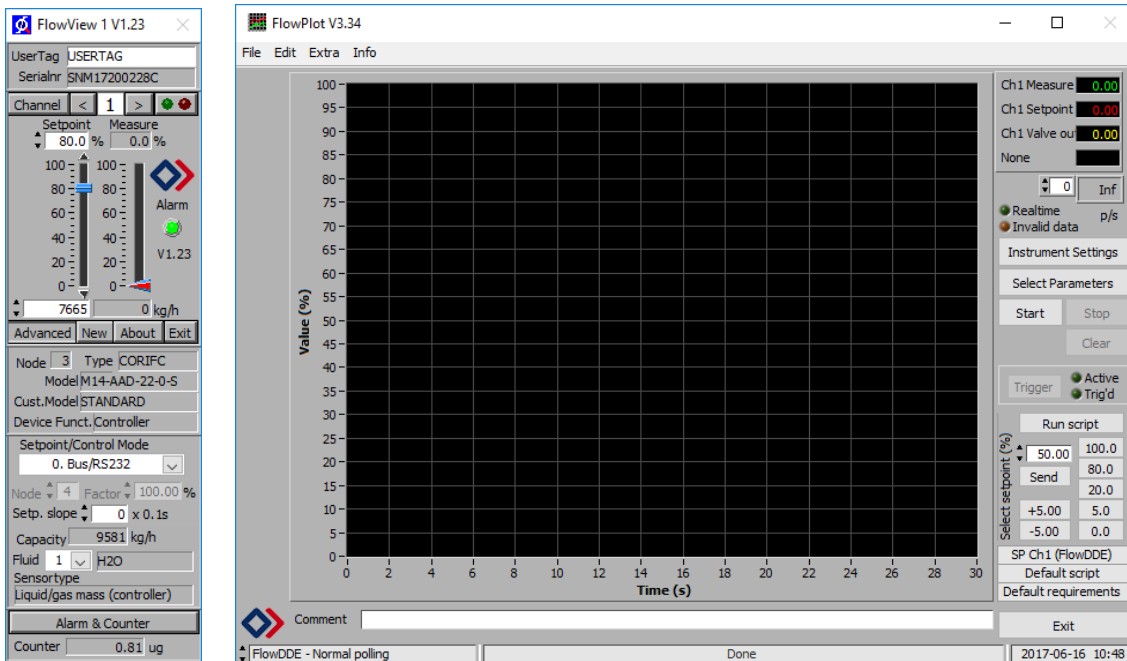 FlowView 1 V1.23
UserTag USERTAG
Serialnr SNM17200228C
Channel < 1 >
Setpoint Measure
80.0 % 0.0 %
100 100
80 80
60 60
40 40
20 20
0 0
Alarm
V1.23
7665 0 kg/h
Advanced New About Exit
Node 3 Type CORIFC
Model M14-AAD-22-0-S
Cust.Model STANDARD
Device Funct. Controller
Setpoint/Control Mode
0. Bus/RS232
Node 4 Factor 100.00 %
Setp. slope 0 x 0.1s
Capacity 9581 kg/h
Fluid 1 H2O
Sensortype
Liquid/gas mass (controller)
Alarm & Counter
Counter 0.81 ug
FlowPlot V3.34
File Edit Extra Info
Value (%)
100
95
90
85
80
75
70
65
60
55
50
45
40
35
30
25
20
15
10
5
0
0 2 4 6 8 10 12 14 16 18 20 22 24 26 28 30
Time (s)
Ch1 Measure 0.00
Ch1 Setpoint 0.00
Ch1 Valve ou 0.00
None
0 Inf
Realtime p/s
Invalid data
Instrument Settings
Select Parameters
Start Stop
Clear
Trigger Active
Trig'd
Run script
Select setpoint (%)
50.00 100.0
Send 80.0
20.0
+5.00 5.0
-5.00 0.0
SP Ch1 (FlowDDE)
Default script
Default requirements
Comment
Exit
FlowDDE - Normal polling Done 2017-06-16 10:48